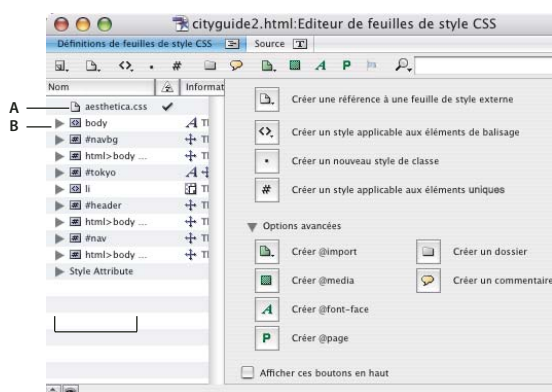 cityguide2.html:Editeur de feuilles de style CSS
Définitions de feuilles de style CSS
Source
Nom
Informat
A
aesthetica.css
B
body
#navbg
html>body ...
#tokyo
li
#header
html>body ...
#nav
html>body ...
Style Attribute
Créer une référence à une feuille de style externe
Créer un style applicable aux éléments de balisage
Créer un nouveau style de classe
Créer un style applicable aux éléments uniques
Options avancées
Créer @import
Créer un dossier
Créer @media
Créer un commentaire
Créer @font-face
Créer @page
Afficher ces boutons en haut